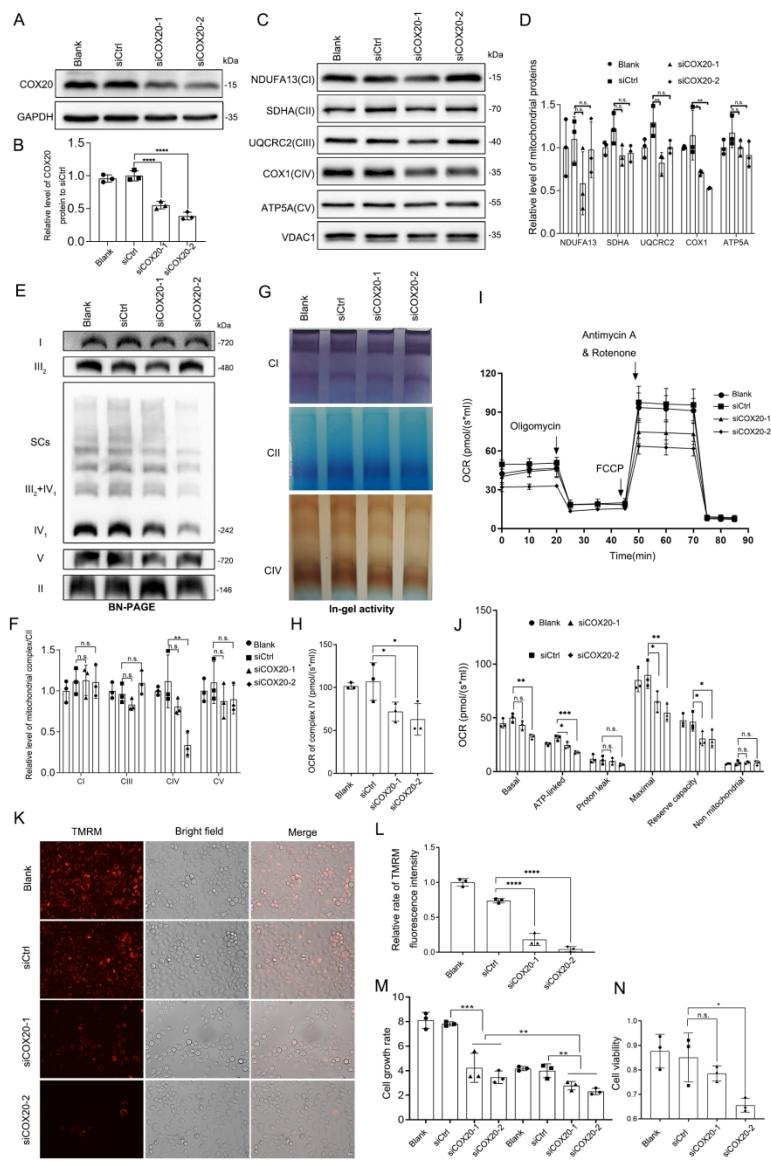 A
Blank
siCtrl
siCOX20-1
siCOX20-2
kDa
COX20
-15
GAPDH
-35
B
Relative level of COX20
protein to siCtrl
1.5
1.0
0.5
0.0
****
****
Blank
siCtrl
siCOX20-1
siCOX20-2
C
Blank
siCtrl
siCOX20-1
siCOX20-2
kDa
NDUFA13(CI)
-15
SDHA(CII)
-70
UQCRC2(CIII)
-40
COX1(CIV)
-35
ATP5A(CV)
-55
VDAC1
-35
D
Blank
siCtrl
siCOX20-1
siCOX20-2
Relative level of mitochondrial proteins
1.5
1.0
0.5
0.0
n.s.
n.s.
n.s.
n.s.
n.s.
**
**
n.s.
n.s.
NDUFA13
SDHA
UQCRC2
COX1
ATP5A
E
Blank
siCtrl
siCOX20-1
siCOX20-2
kDa
I
-720
III2
-480
SCs
III2+IV1
IV1
-242
V
-720
II
-146
BN-PAGE
F
Blank
siCtrl
siCOX20-1
siCOX20-2
Relative level of mitochondrial complex/CII
1.5
1.0
0.5
0.0
n.s.
n.s.
n.s.
n.s.
**
n.s.
n.s.
n.s.
CI
CIII
CIV
CV
G
Blank
siCtrl
siCOX20-1
siCOX20-2
CI
CII
CIV
In-gel activity
H
OCR of complex IV (pmol/(s*ml))
150
100
50
0
*
*
Blank
siCtrl
siCOX20-1
siCOX20-2
I
Antimycin A
& Rotenone
Oligomycin
FCCP
OCR (pmol/(s*ml))
150
120
90
60
30
0
0
10
20
30
40
50
60
70
80
90
Time(min)
Blank
siCtrl
siCOX20-1
siCOX20-2
J
Blank
siCOX20-1
siCtrl
siCOX20-2
OCR (pmol/(s*ml))
150
100
50
0
**
n.s.
***
*
n.s.
n.s.
**
*
*
*
n.s.
n.s.
Basal
ATP-linked
Proton leak
Maximal
Reserve capacity
Non mitochondrial
K
TMRM
Bright field
Merge
Blank
siCtrl
siCOX20-1
siCOX20-2
L
Relative rate of TMRM
fluorescence intensity
1.5
1.0
0.5
0.0
****
****
Blank
siCtrl
siCOX20-1
siCOX20-2
M
Cell growth rate
10
8
6
4
2
0
***
**
**
Blank
siCtrl
siCOX20-1
siCOX20-2
Blank
siCtrl
siCOX20-1
siCOX20-2
N
Cell viability
1.0
0.9
0.8
0.7
0.6
*
n.s.
Blank
siCtrl
siCOX20-1
siCOX20-2